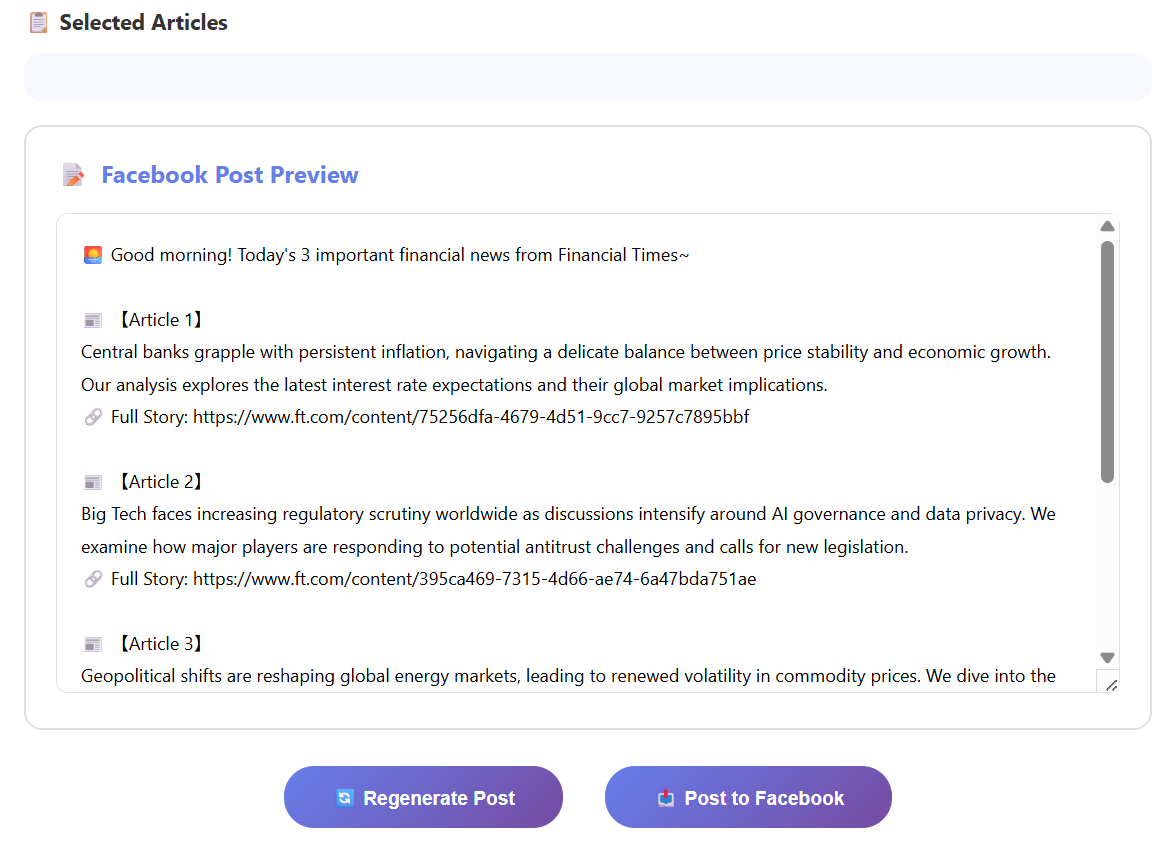 📋 Selected Articles
📝 Facebook Post Preview
🌅 Good morning! Today's 3 important financial news from Financial Times~
📰 【Article 1】
Central banks grapple with persistent inflation, navigating a delicate balance between price stability and economic growth.
Our analysis explores the latest interest rate expectations and their global market implications.
🔗 Full Story: https://www.ft.com/content/75256dfa-4679-4d51-9cc7-9257c7895bbf
📰 【Article 2】
Big Tech faces increasing regulatory scrutiny worldwide as discussions intensify around AI governance and data privacy. We
examine how major players are responding to potential antitrust challenges and calls for new legislation.
🔗 Full Story: https://www.ft.com/content/395ca469-7315-4d66-ae74-6a47bda751ae
📰 【Article 3】
Geopolitical shifts are reshaping global energy markets, leading to renewed volatility in commodity prices. We dive into the
🔄 Regenerate Post
📤 Post to Facebook